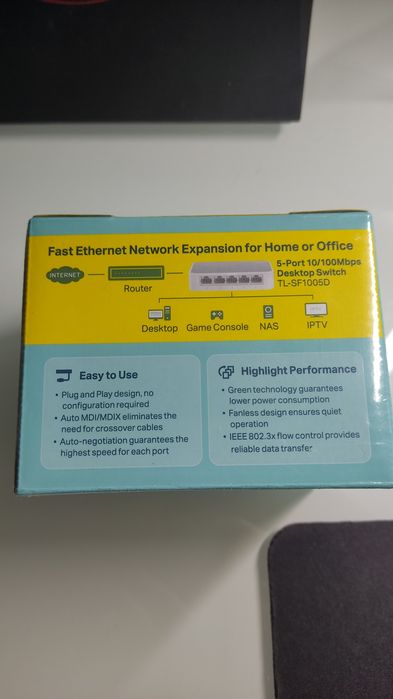 Fast Ethernet Network Expansion for Home or Office
INTERNET
Router
5-Port 10/100Mbps
Desktop Switch
TL-SF1005D
Desktop
Game Console
NAS
IPTV
Easy to Use
• Plug and Play design, no
configuration required
• Auto MDI/MDIX eliminates the
need for crossover cables
• Auto-negotiation guarantees the
highest speed for each port
Highlight Performance
• Green technology guarantees
lower power consumption
• Fanless design ensures quiet
operation
• IEEE 802.3x flow control provides
reliable data transfer